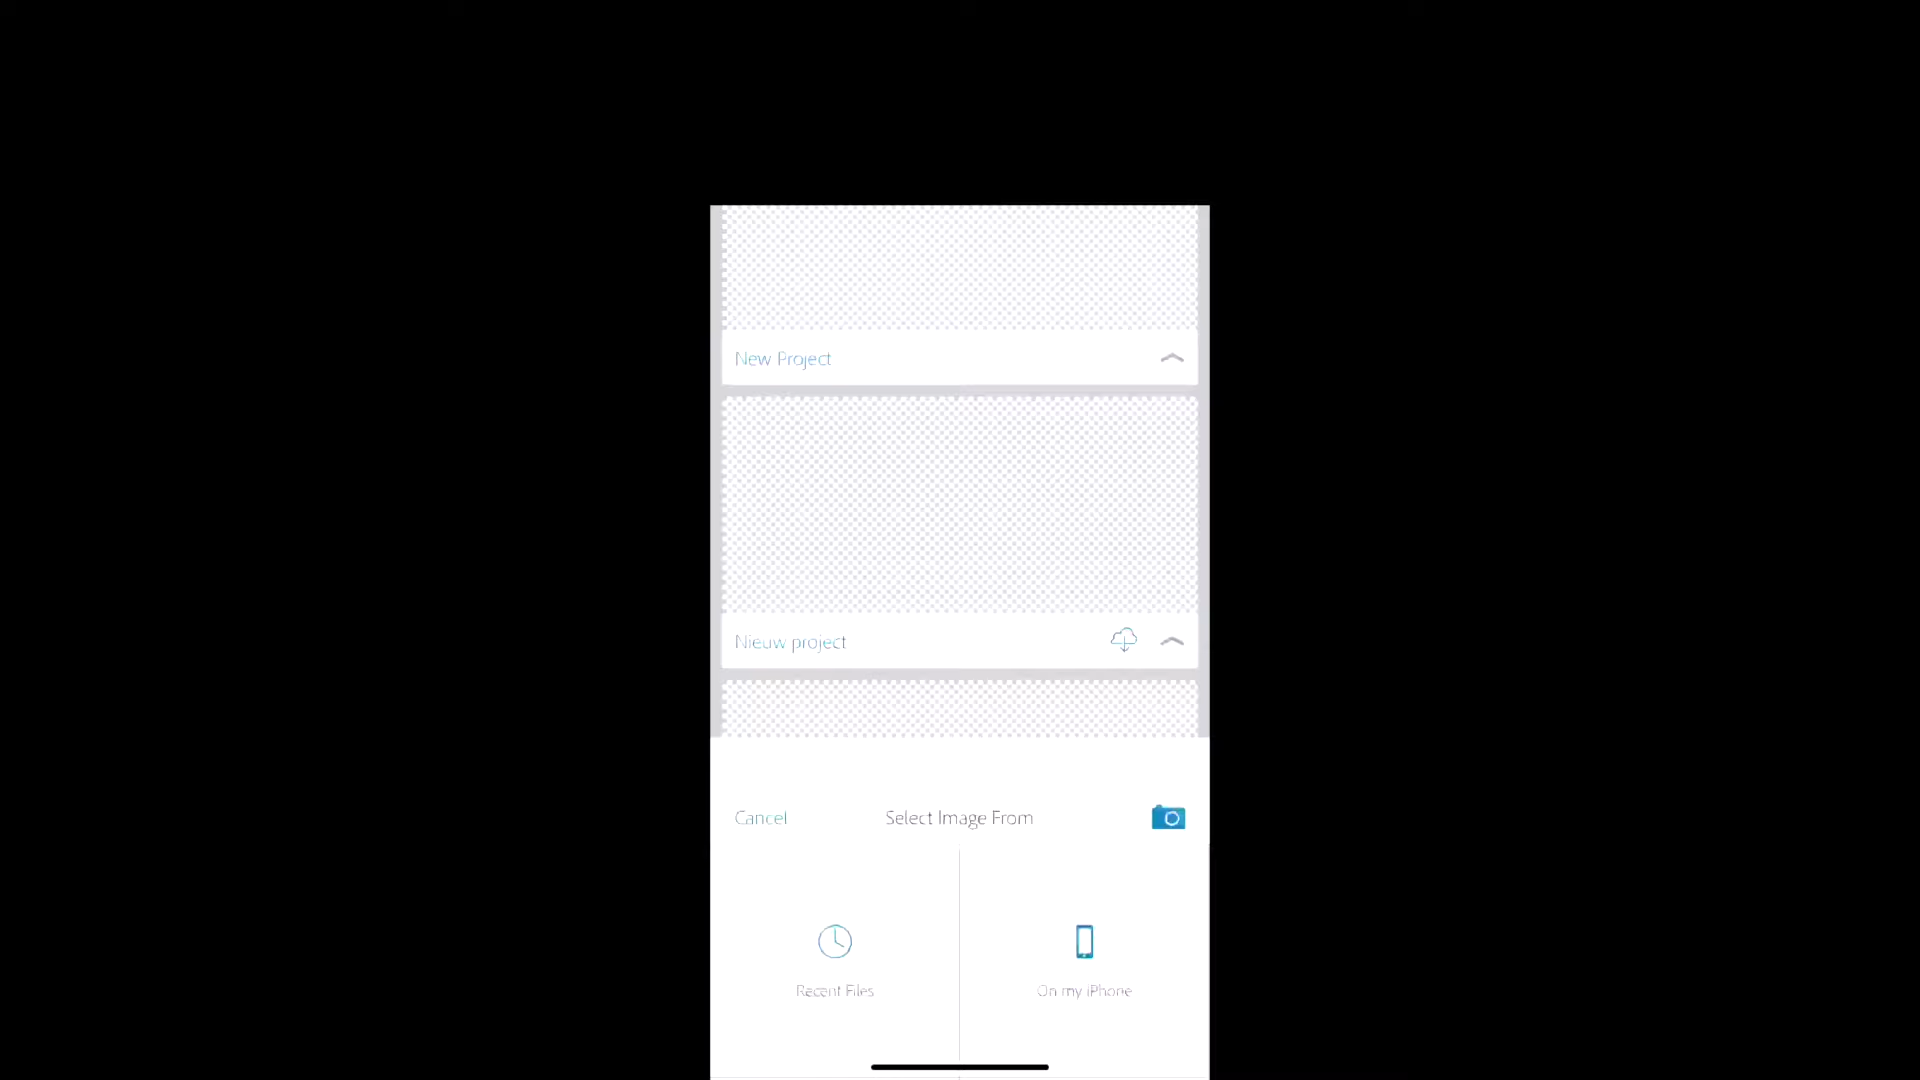 New Project
Nieuw project
Cancel
Select Image From
Recent Files
On my iPhone